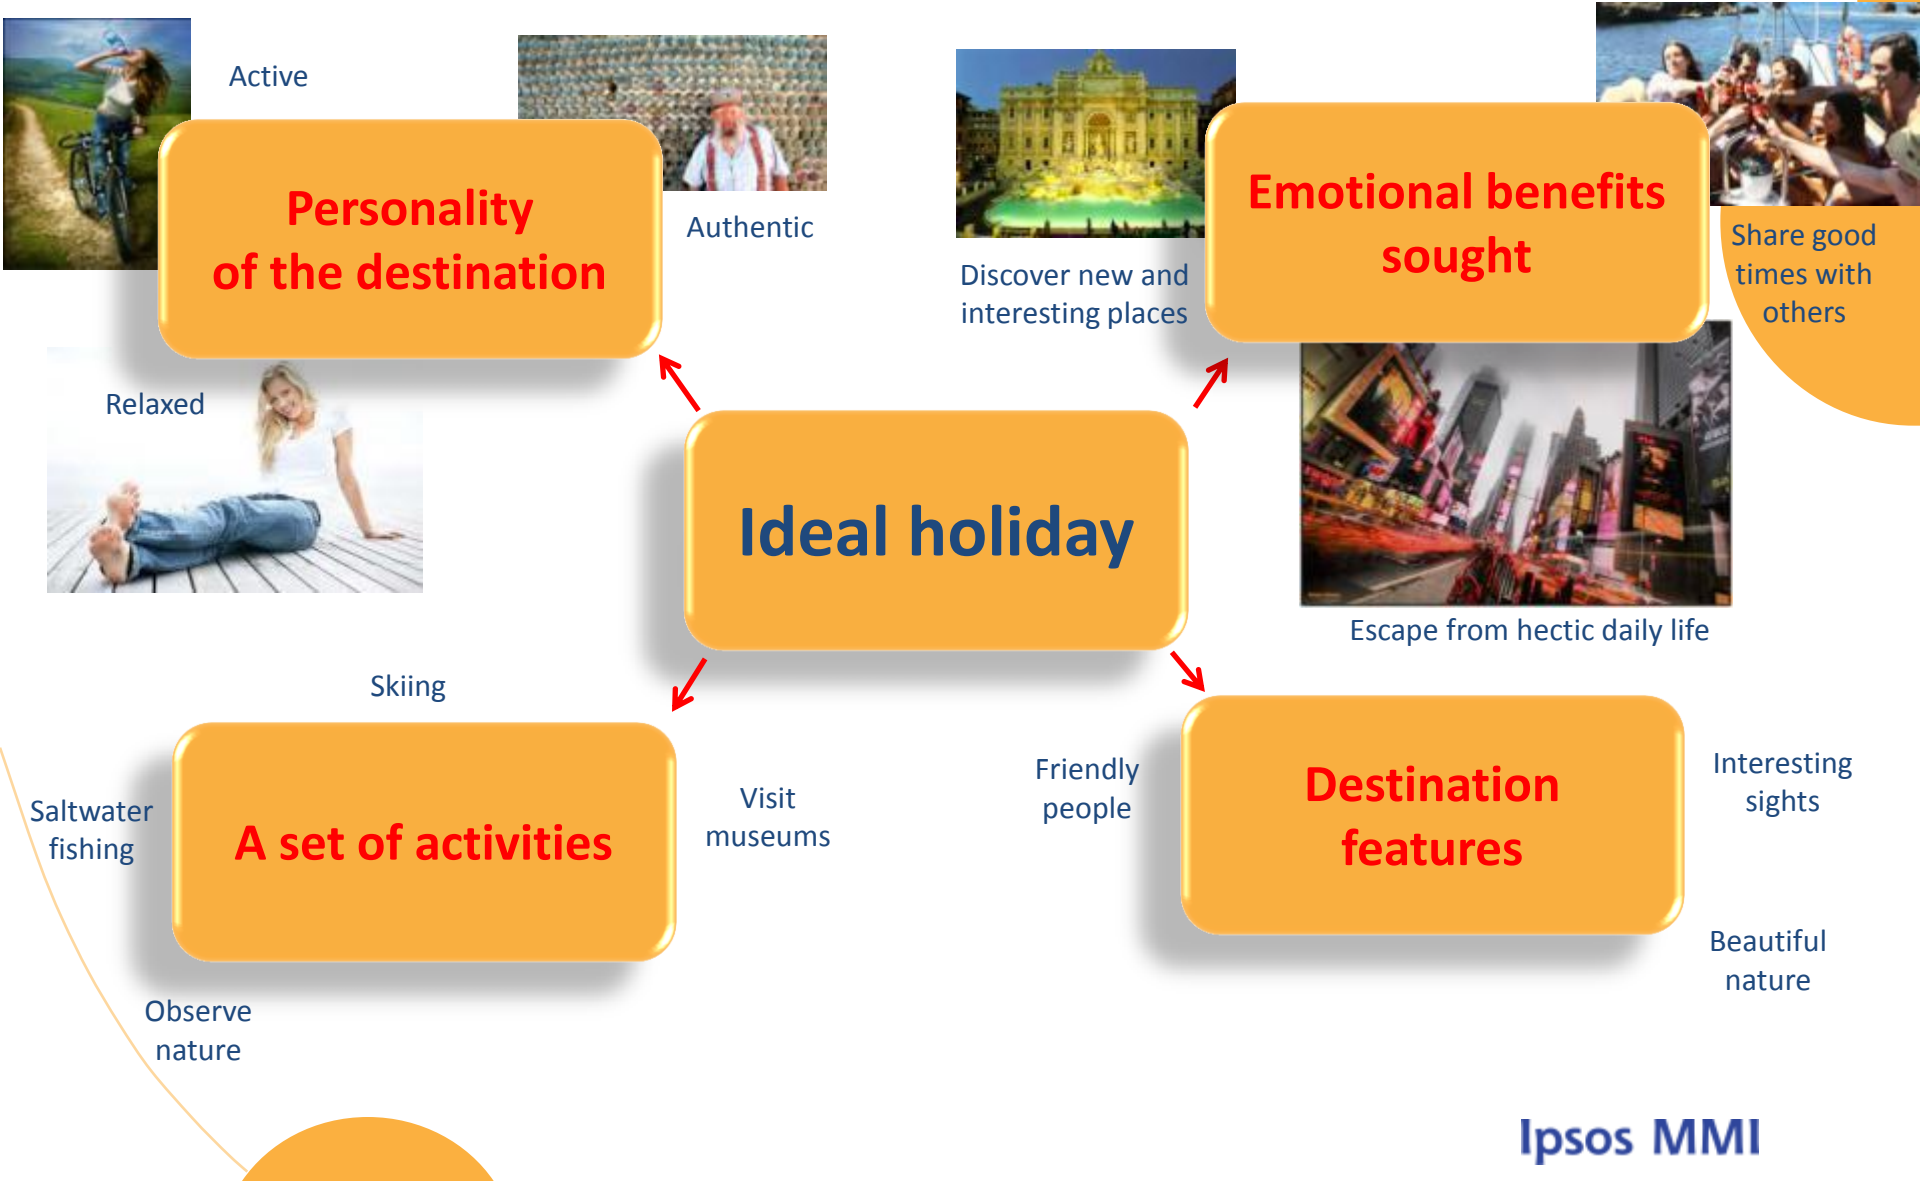 Active
Personality
of the destination
Authentic
Relaxed
Discover new and
interesting places
Emotional benefits
sought
Share good
times with
others
Escape from hectic daily life
Ideal holiday
Skiing
Saltwater
fishing
A set of activities
Visit
museums
Observe
nature
Friendly
people
Destination
features
Interesting
sights
Beautiful
nature
Ipsos MMI